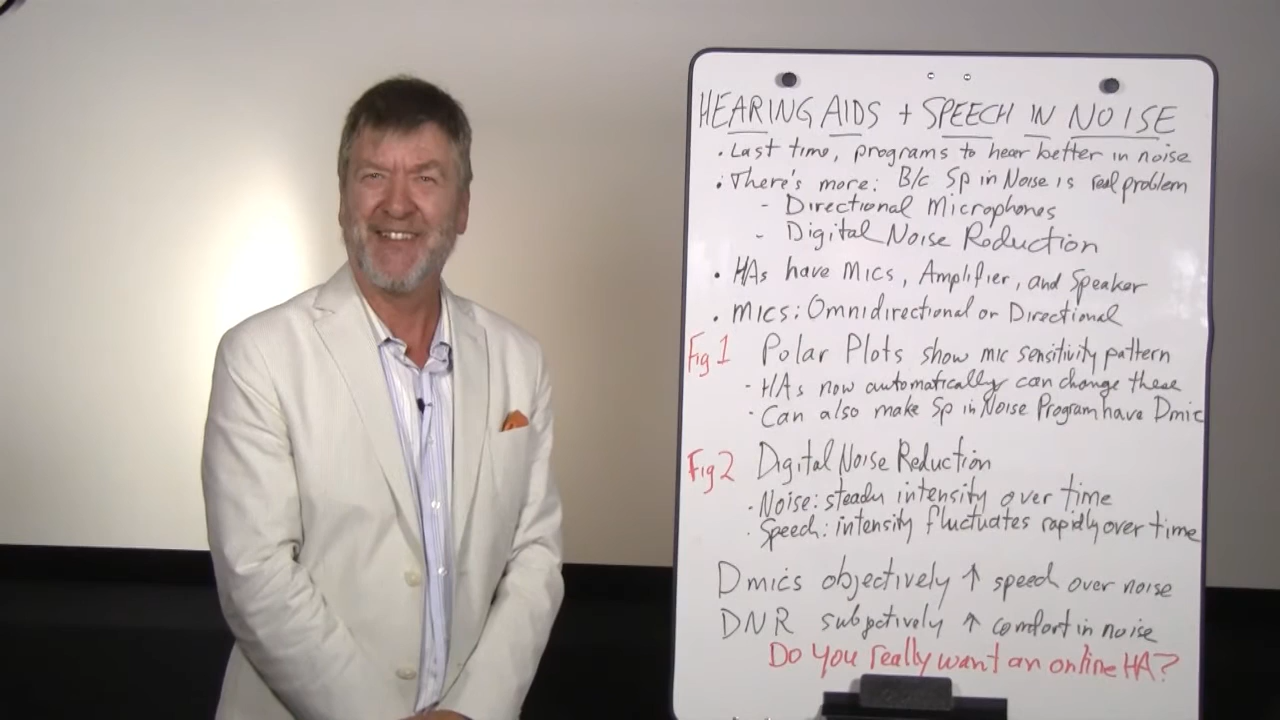 HEARING AIDS + SPEECH IN NOISE
• Last time, programs to hear better in noise
• There's more: B/c Sp in Noise is real problem
- Directional Microphones
- Digital Noise Roduction
• HAs have Mics, Amplifier, and Speaker
• Mics: Omnidirectional or Directional
Fig 1 Polar Plots show mic sensitivity pattern
- HAs now automatically can change these
• Can also make Sp in Noise Program have Dmic
Fig 2 Digital Noise Reduction
• Noise: steady intensity over time
• Speech: intensity fluctuates rapidly over time
Dmics objectively ↑ speech over noise
DNR subjectively ↑ comfort in noise
Do you really want an online HA?